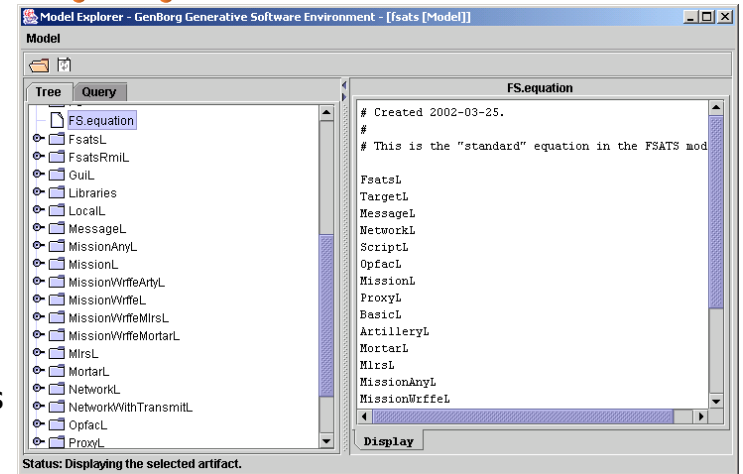 Model Explorer - GenBorg Generative Software Environment - [fsats [Model]]
Model
Tree
Query
FS.equation
FsatsL
FsatsRmiL
GuiL
Libraries
LocalL
MessageL
MissionAnyL
MissionL
MissionWrffeArtyL
MissionWrffeL
MissionWrffeMlrsL
MissionWrffeMortarL
MlrsL
MortarL
NetworkL
NetworkWithTransmitL
OpfacL
ProxyL
FS.equation
# Created 2002-03-25.
#
# This is the "standard" equation in the FSATS mod
FsatsL
TargetL
MessageL
NetworkL
ScriptL
OpfacL
MissionL
ProxyL
BasicL
ArtilleryL
MortarL
MlrsL
MissionAnyL
MissionWrffeL
Display
Status: Displaying the selected artifact.
s